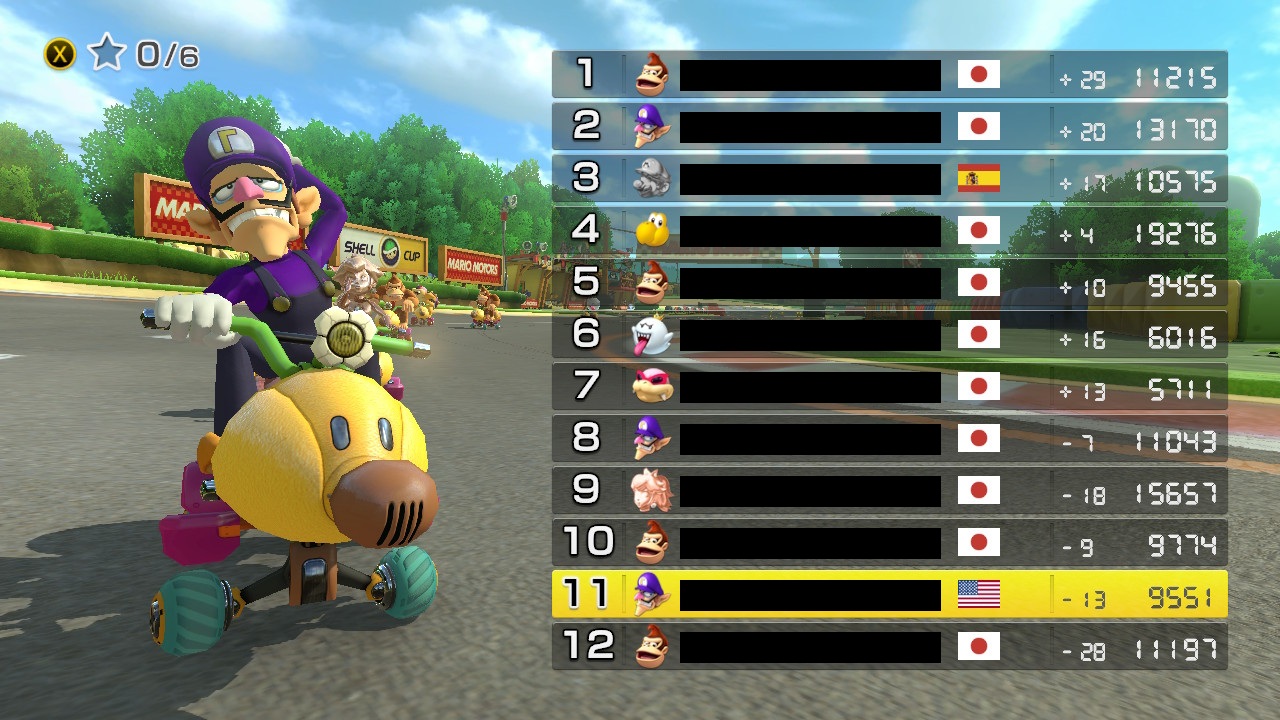 X 0/6
1 + 29 11215
2 + 20 13170
3 + 17 10575
4 + 4 19276
5 + 10 9455
6 + 16 6016
7 + 13 5711
8 - 7 11043
9 - 18 15657
10 - 9 9774
11 - 13 9551
12 - 28 11197
MAR
SHELL CUP
MARIO MOTORS